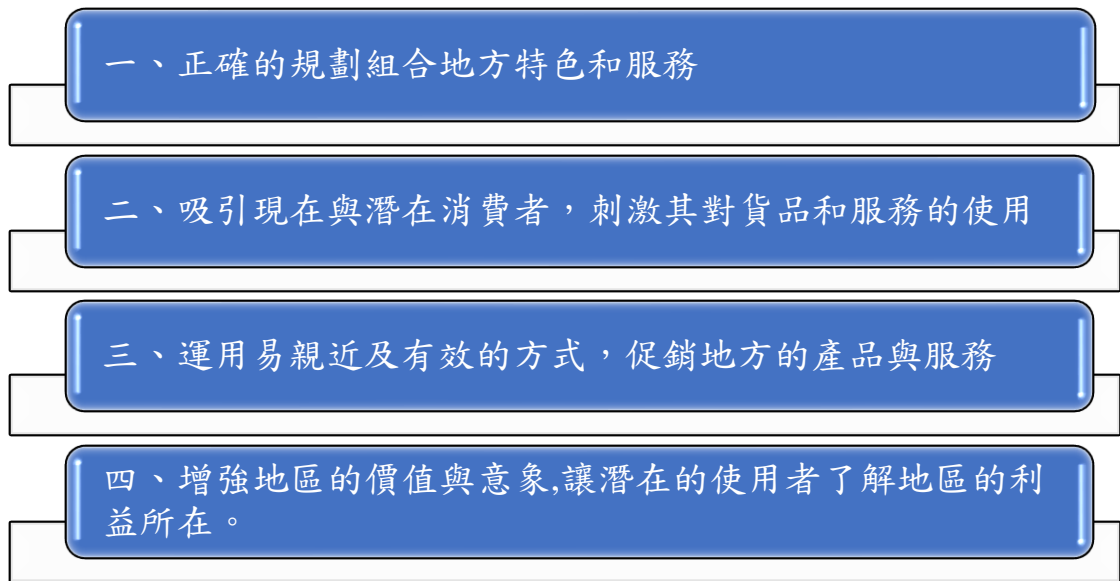 一、正確的規劃組合地方特色和服務
二、吸引現在與潛在消費者，刺激其對貨品和服務的使用
三、運用易親近及有效的方式，促銷地方的產品與服務
四、增強地區的價值與意象,讓潛在的使用者了解地區的利
益所在。